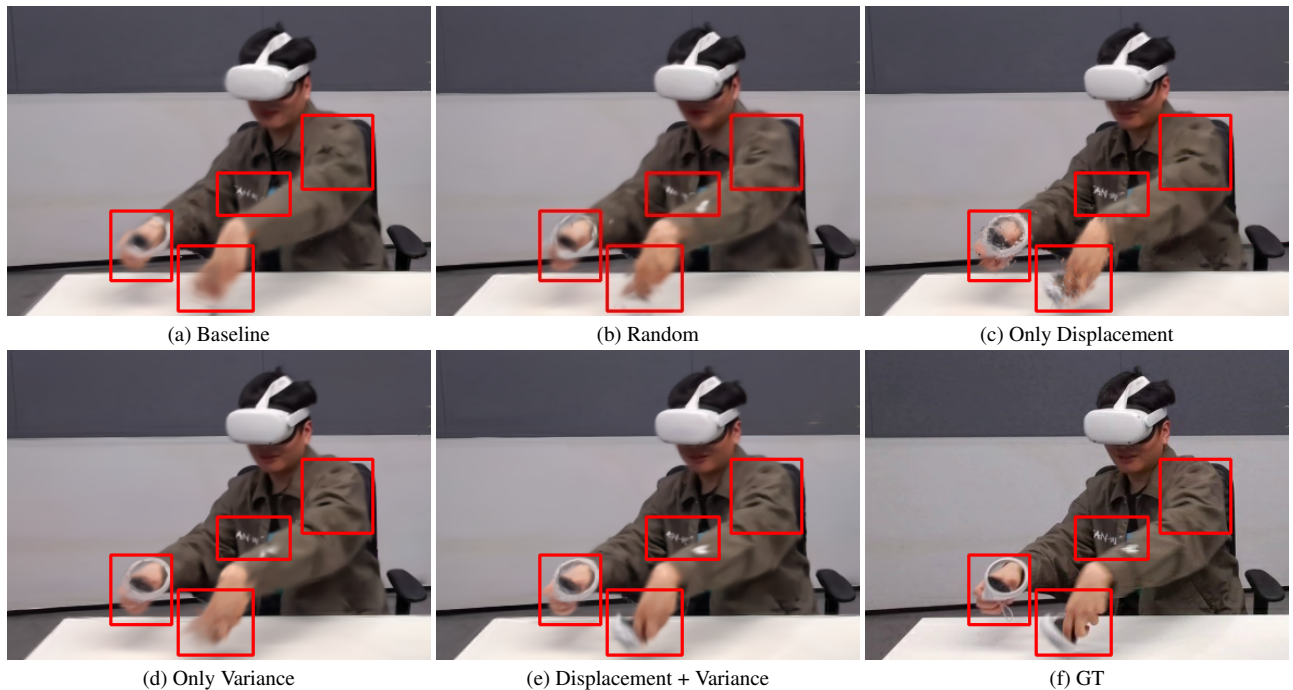 (a) Baseline
(b) Random
(c) Only Displacement
(d) Only Variance
(e) Displacement + Variance
(f) GT